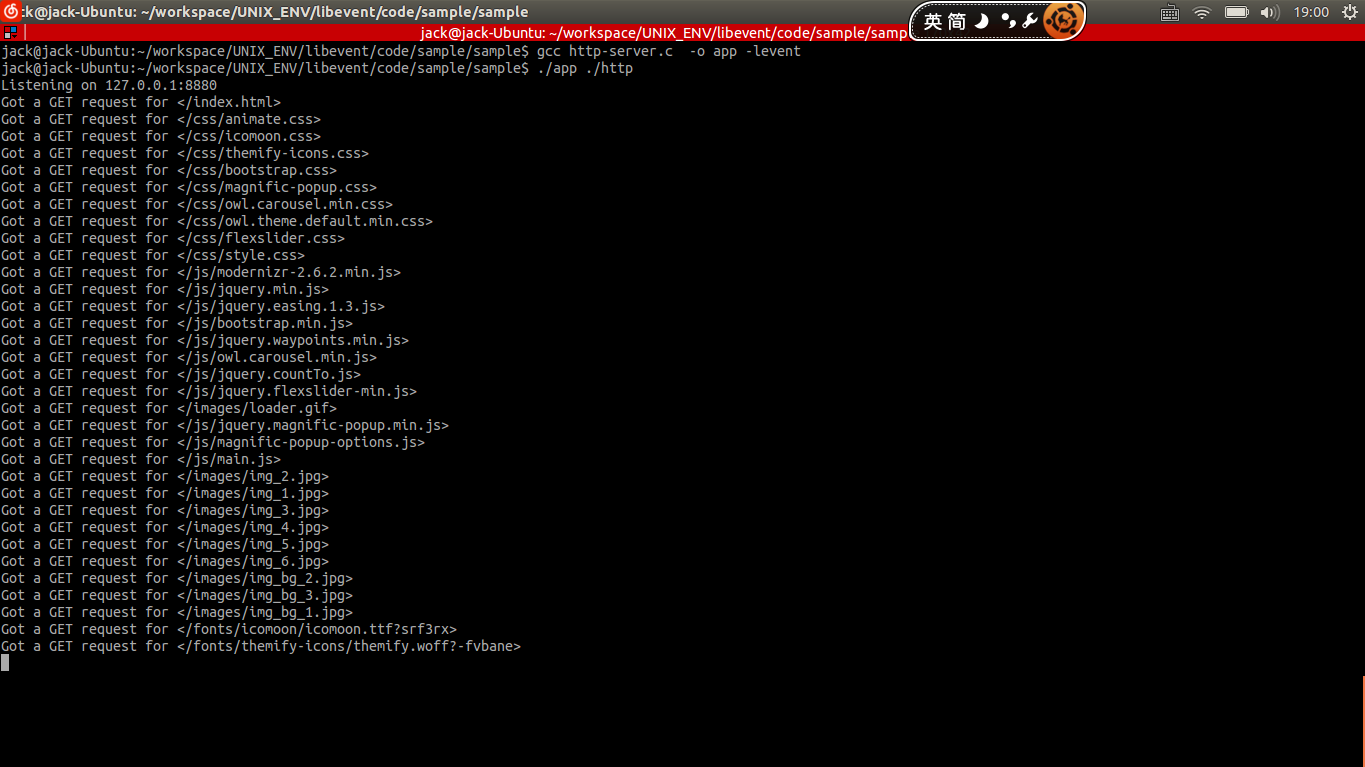 ck@jack-Ubuntu: ~/workspace/UNIX_ENV/libevent/code/sample/sample
英 简
19:00
jack@jack-Ubuntu: ~/workspace/UNIX_ENV/libevent/code/sample/samp
jack@jack-Ubuntu:~/workspace/UNIX_ENV/libevent/code/sample/sample$ gcc http-server.c  -o app -levent
jack@jack-Ubuntu:~/workspace/UNIX_ENV/libevent/code/sample/sample$ ./app ./http
Listening on 127.0.0.1:8880
Got a GET request for </index.html>
Got a GET request for </css/animate.css>
Got a GET request for </css/icomoon.css>
Got a GET request for </css/themify-icons.css>
Got a GET request for </css/bootstrap.css>
Got a GET request for </css/magnific-popup.css>
Got a GET request for </css/owl.carousel.min.css>
Got a GET request for </css/owl.theme.default.min.css>
Got a GET request for </css/flexslider.css>
Got a GET request for </css/style.css>
Got a GET request for </js/modernizr-2.6.2.min.js>
Got a GET request for </js/jquery.min.js>
Got a GET request for </js/jquery.easing.1.3.js>
Got a GET request for </js/bootstrap.min.js>
Got a GET request for </js/jquery.waypoints.min.js>
Got a GET request for </js/owl.carousel.min.js>
Got a GET request for </js/jquery.countTo.js>
Got a GET request for </js/jquery.flexslider-min.js>
Got a GET request for </images/loader.gif>
Got a GET request for </js/jquery.magnific-popup.min.js>
Got a GET request for </js/magnific-popup-options.js>
Got a GET request for </js/main.js>
Got a GET request for </images/img_2.jpg>
Got a GET request for </images/img_1.jpg>
Got a GET request for </images/img_3.jpg>
Got a GET request for </images/img_4.jpg>
Got a GET request for </images/img_5.jpg>
Got a GET request for </images/img_6.jpg>
Got a GET request for </images/img_bg_2.jpg>
Got a GET request for </images/img_bg_3.jpg>
Got a GET request for </images/img_bg_1.jpg>
Got a GET request for </fonts/icomoon/icomoon.ttf?srf3rx>
Got a GET request for </fonts/themify-icons/themify.woff?-fvbane>